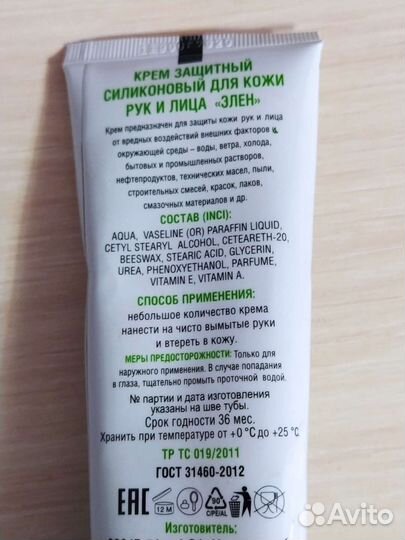 КРЕМ ЗАЩИТНЫЙ
СИЛИКОНОВЫЙ ДЛЯ КОЖИ
РУК И ЛИЦА «ЭЛЕН»
Крем предназначен для защиты кожи рук и лица
от вредных воздействий внешних факторов и
окружающей среды – воды, ветра, холода,
бытовых и промышленных растворов,
нефтепродуктов, технических масел, пыли,
строительных смесей, красок, лаков,
смазочных материалов и др.
СОСТАВ (INCI):
AQUA, VASELINE (OR) PARAFFIN LIQUID,
CETYL STEARYL ALCOHOL, CETEARETH-20,
BEESWAX, STEARIC ACID, GLYCERIN,
UREA, PHENOXYETHANOL, PARFUME,
VITAMIN E, VITAMIN A.
СПОСОБ ПРИМЕНЕНИЯ:
небольшое количество крема
нанести на чисто вымытые руки
и втереть в кожу.
МЕРЫ ПРЕДОСТОРОЖНОСТИ: Только для
наружного применения. В случае попадания
в глаза, тщательно промыть проточной водой.
№ партии и дата изготовления
указаны на шве тубы.
Срок годности 36 мес.
Хранить при температуре от +0°С до +25 °С.
ТР ТС 019/2011
ГОСТ 31460-2012
EAC 12 M 90 C/PE/AL
Изготовитель:
Avito